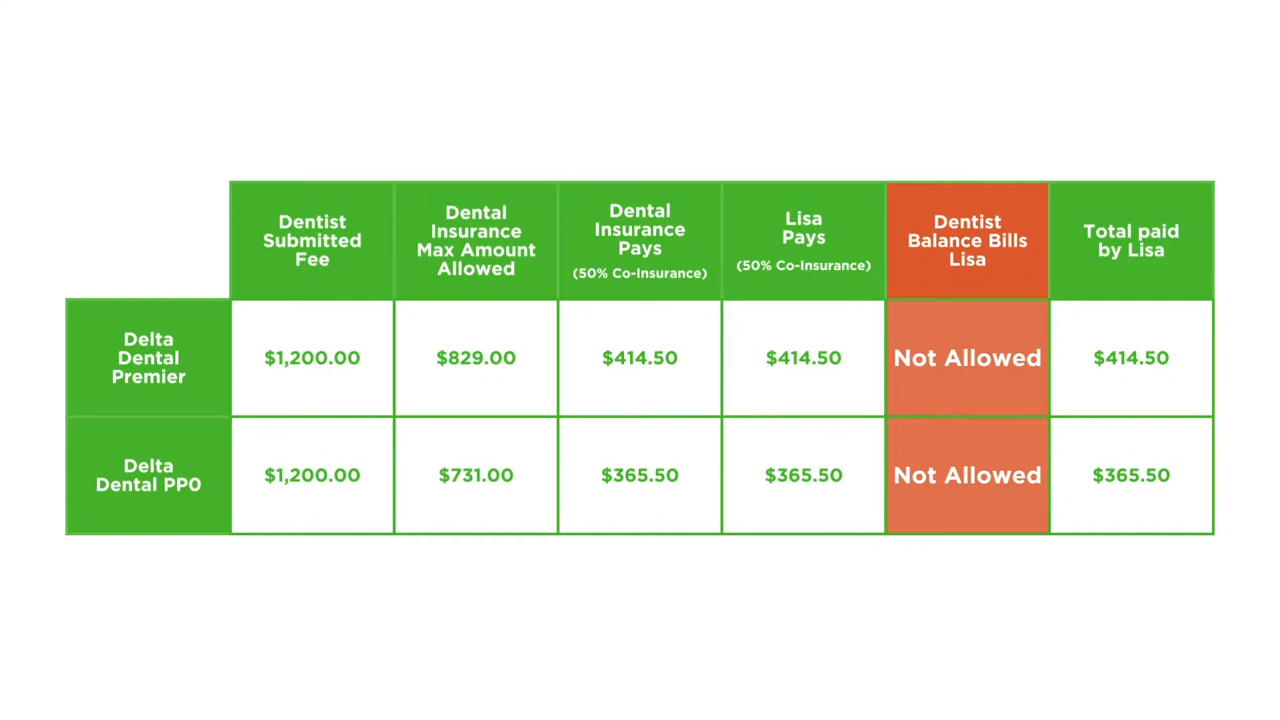 Dentist
Submitted
Fee
Dental
Insurance
Max Amount
Allowed
Dental
Insurance
Pays
(50% Co-Insurance)
Lisa
Pays
(50% Co-Insurance)
Dentist
Balance Bills
Lisa
Total paid
by Lisa
Delta
Dental
Premier
$1,200.00
$829.00
$414.50
$414.50
Not Allowed
$414.50
Delta
Dental PPO
$1,200.00
$731.00
$365.50
$365.50
Not Allowed
$365.50